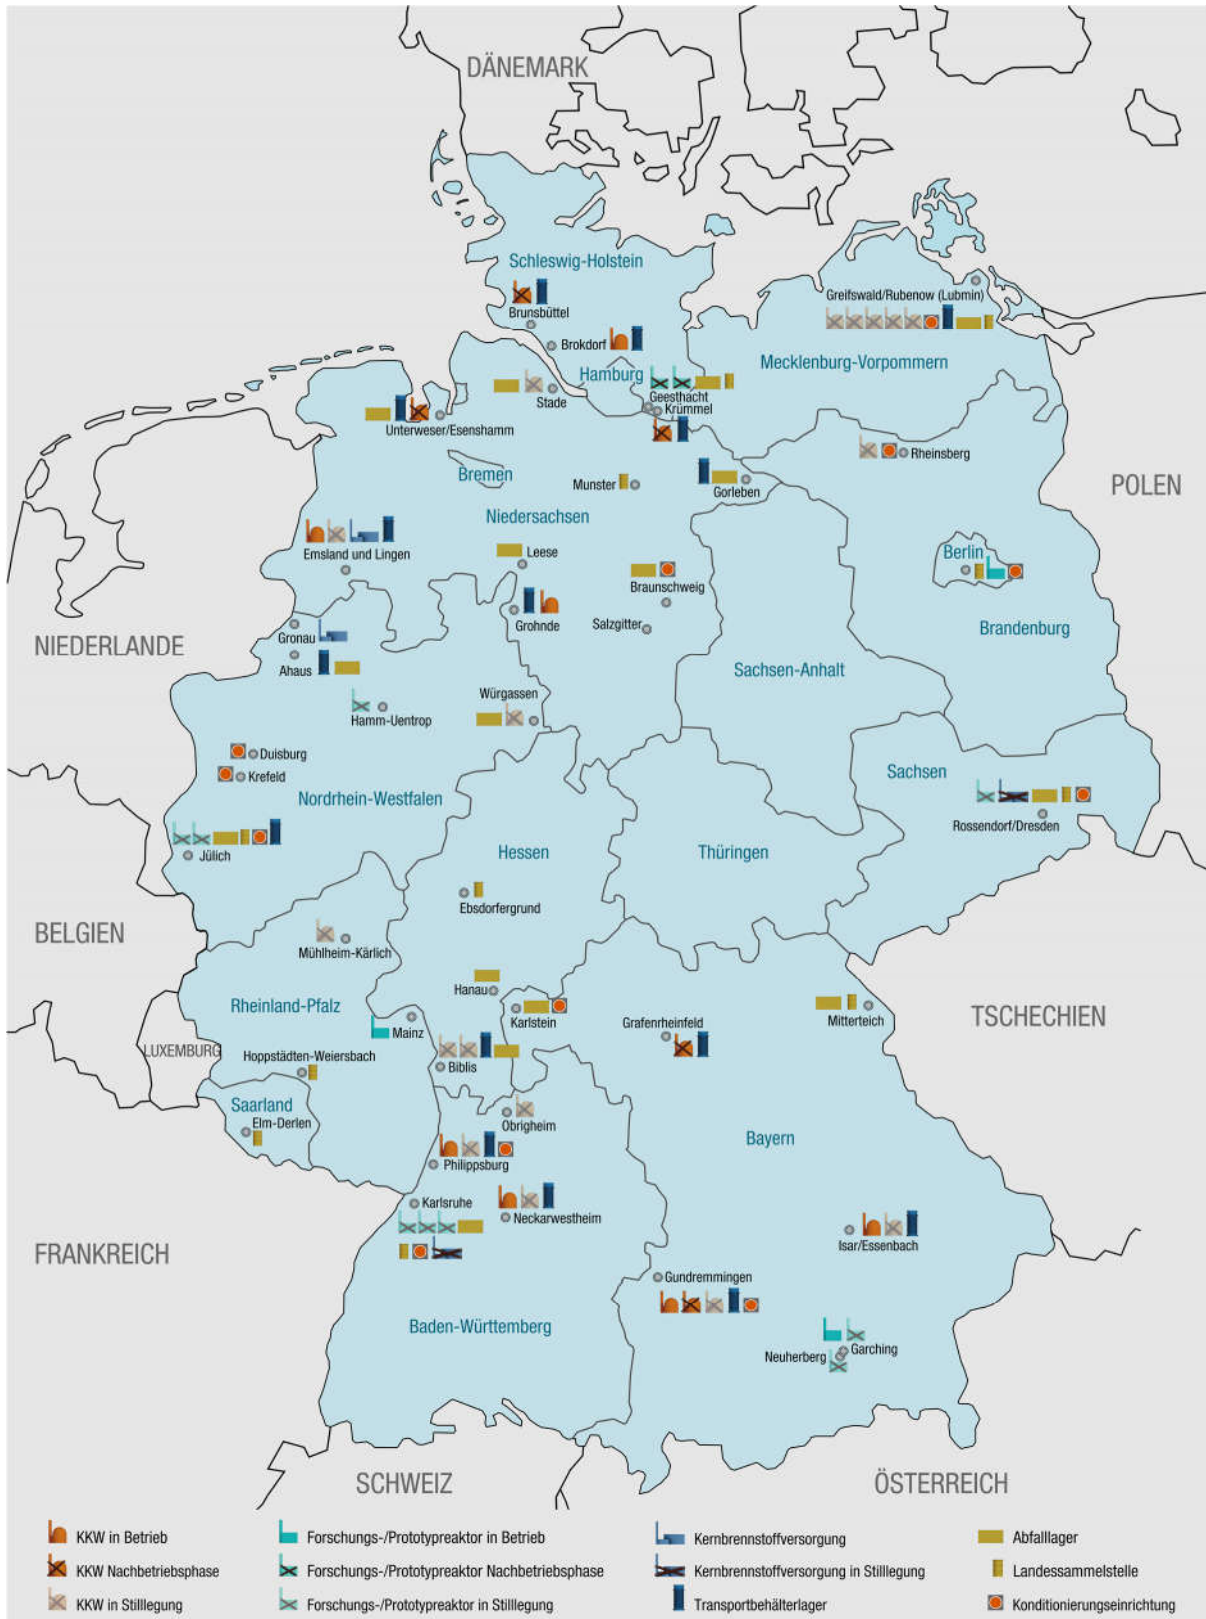 DÄNEMARK
Schleswig-Holstein
Brunsbüttel
Greifswald/Rubenow (Lubmin)
Brokdorf
Mecklenburg-Vorpommern
Hamburg
Stade
Geesthacht
Krümmel
Unterweser/Esenshamm
Rheinsberg
Bremen
Munster
Gorleben
POLEN
Niedersachsen
Emsland und Lingen
Leese
Berlin
Braunschweig
Grohnde
Salzgitter
Brandenburg
Gronau
NIEDERLANDE
Ahaus
Sachsen-Anhalt
Würgassen
Hamm-Uentrop
Duisburg
Krefeld
Sachsen
Nordrhein-Westfalen
Rossendorf/Dresden
Jülich
Hessen
Thüringen
Ebsdorfergrund
BELGIEN
Mühlheim-Kärlich
Hanau
Rheinland-Pfalz
Karlstein
Grafenrheinfeld
Mitterteich
TSCHECHIEN
Mainz
LUXEMBURG
Hoppstädten-Weiersbach
Biblis
Saarland
Elm-Derlen
Obrigheim
Bayern
Philippsburg
Karlsruhe
Neckarwestheim
Isar/Essenbach
FRANKREICH
Gundremmingen
Baden-Württemberg
Garching
Neuherberg
SCHWEIZ
ÖSTERREICH
KKW in Betrieb
KKW Nachbetriebsphase
KKW in Stilllegung
Forschungs-/Prototypreaktor in Betrieb
Forschungs-/Prototypreaktor Nachbetriebsphase
Forschungs-/Prototypreaktor in Stilllegung
Kernbrennstoffversorgung
Kernbrennstoffversorgung in Stilllegung
Transportbehälterlager
Abfalllager
Landessammelstelle
Konditionierungseinrichtung